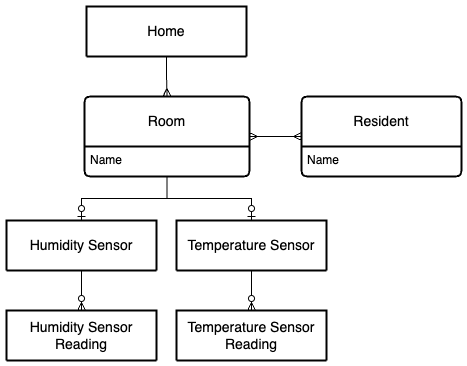 Home
Room
Name
Resident
Name
Humidity Sensor
Temperature Sensor
Humidity Sensor
Reading
Temperature Sensor
Reading